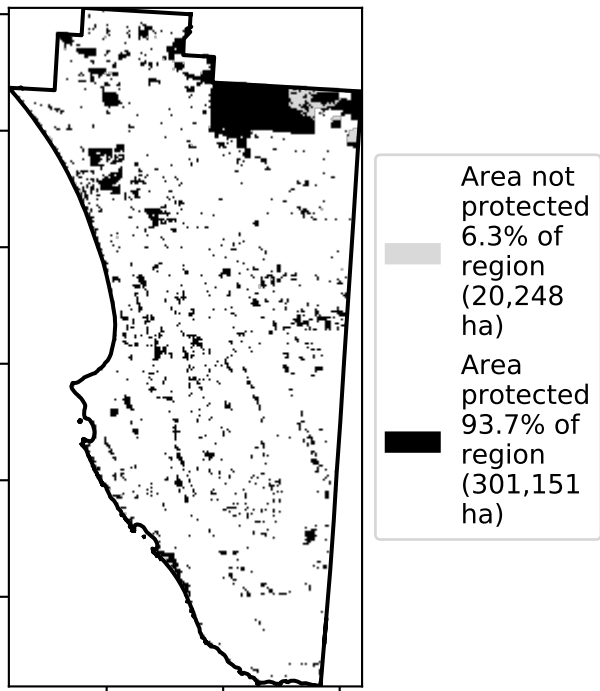 Area not
protected
6.3% of
region
(20,248
ha)
Area
protected
93.7% of
region
(301,151
ha)